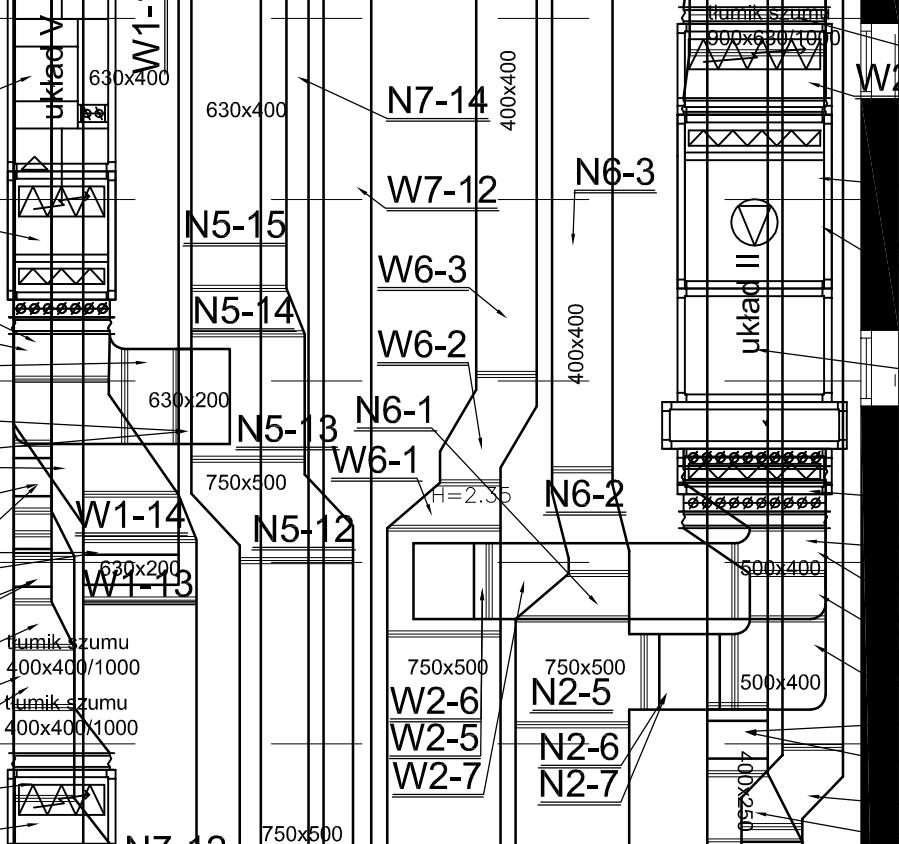 układ V
630x400
W1-
630x400
400x400
N7-14
tłumik szumu
900x630/1000
W2
N6-3
W7-12
N5-15
W6-3
N5-14
W6-2
400x400
układ II
630x200
N6-1
N5-13
W6-1
750x500
H=2.35
N6-2
W1-14
N5-12
630x200
W1-13
500x400
tłumik szumu
400x400/1000
750x500
750x500
500x400
tłumik szumu
400x400/1000
W2-6
N2-5
W2-5
N2-6
W2-7
N2-7
400x250
750x500